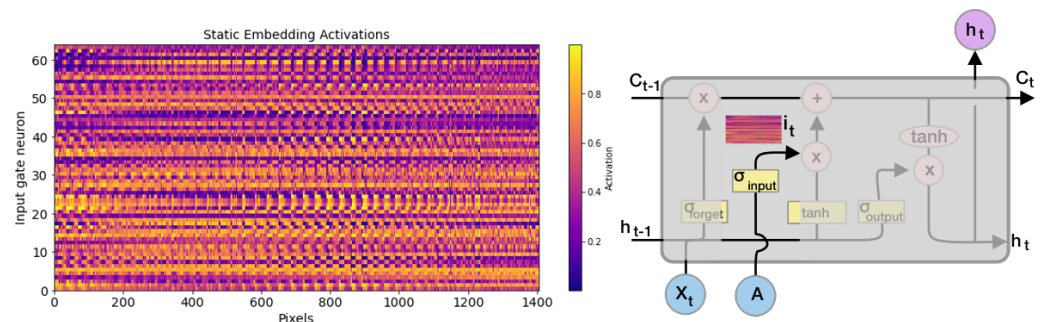 Static Embedding Activations
60
50
40
30
20
10
0
Input gate neuron
0 200 400 600 800 1000 1200 1400
Pixels
0.8
0.6
0.4
0.2
Activation
h t
C t-1
C t
x
+
i t
tanh
x
x
σ input
σ forget
tanh
σ output
h t-1
h t
X t
A